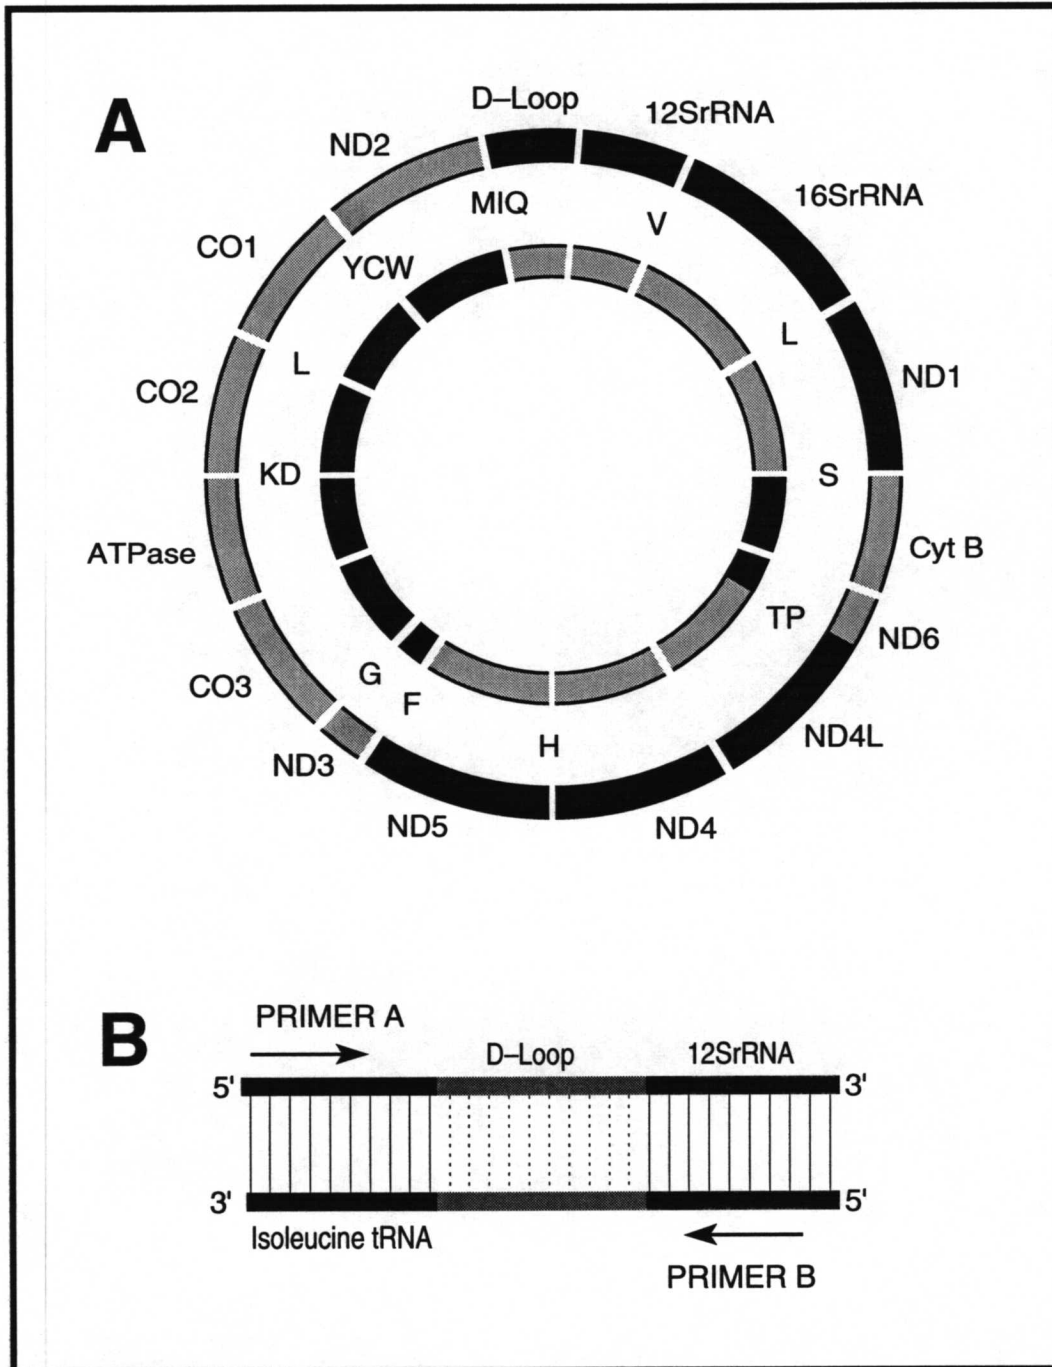 A
D–Loop
12SrRNA
ND2
16SrRNA
MIQ
V
CO1
YCW
L
L
ND1
CO2
KD
S
ATPase
Cyt B
TP
ND6
CO3
G
F
ND4L
ND3
H
ND5
ND4
B
PRIMER A
D–Loop
12SrRNA
5'
3'
3'
5'
Isoleucine tRNA
PRIMER B